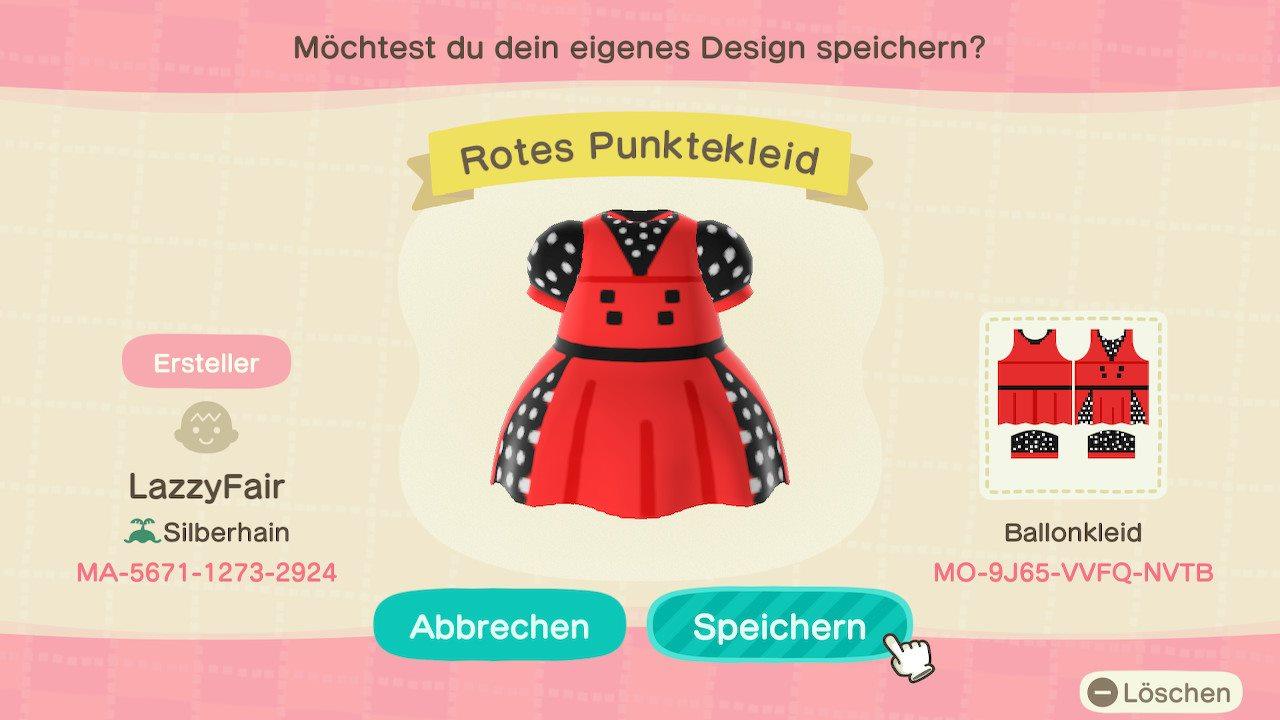 Möchtest du dein eigenes Design speichern?
Rotes Punktekleid
Ersteller
LazzyFair
Silberhain
MA-5671-1273-2924
Ballonkleid
MO-9J65-VVFQ-NVTB
Abbrechen
Speichern
Löschen